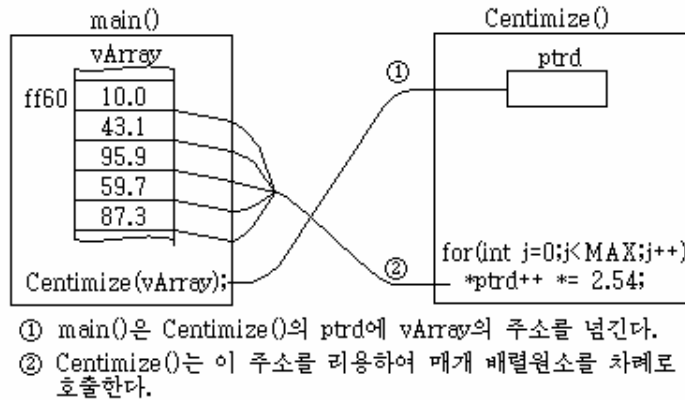 main()
Centimize()
vArray
ptrd
①
ff60
10.0
43.1
95.9
59.7
87.3
②
for(int j=0;j<MAX;j++)
*ptrd++ *= 2.54;
Centimize(vArray);
① main()은 Centimize()의 ptrd에 vArray의 주소를 넘긴다.
② Centimize()는 이 주소를 리용하여 매개 배렬원소를 차례로
호출한다.